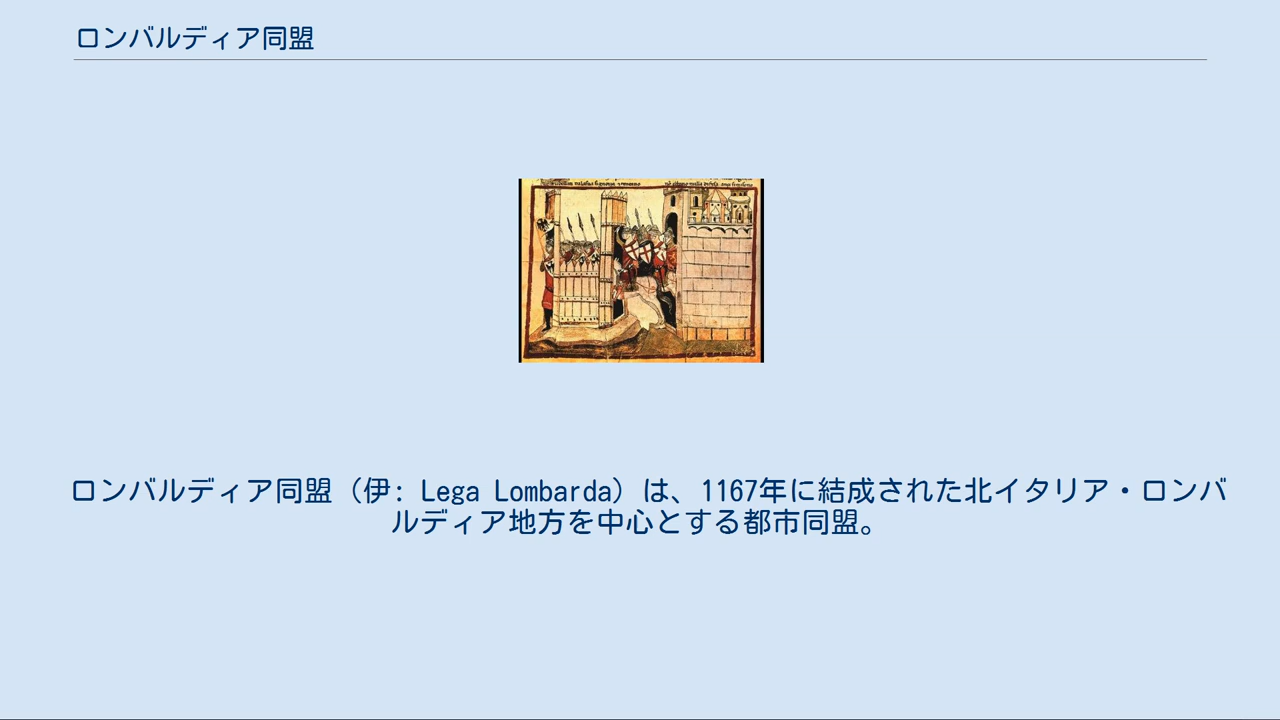 ロンバルディア同盟
ロンバルディア同盟（伊: Lega Lombarda）は、1167年に結成された北イタリア・ロンバ
ルディア地方を中心とする都市同盟。